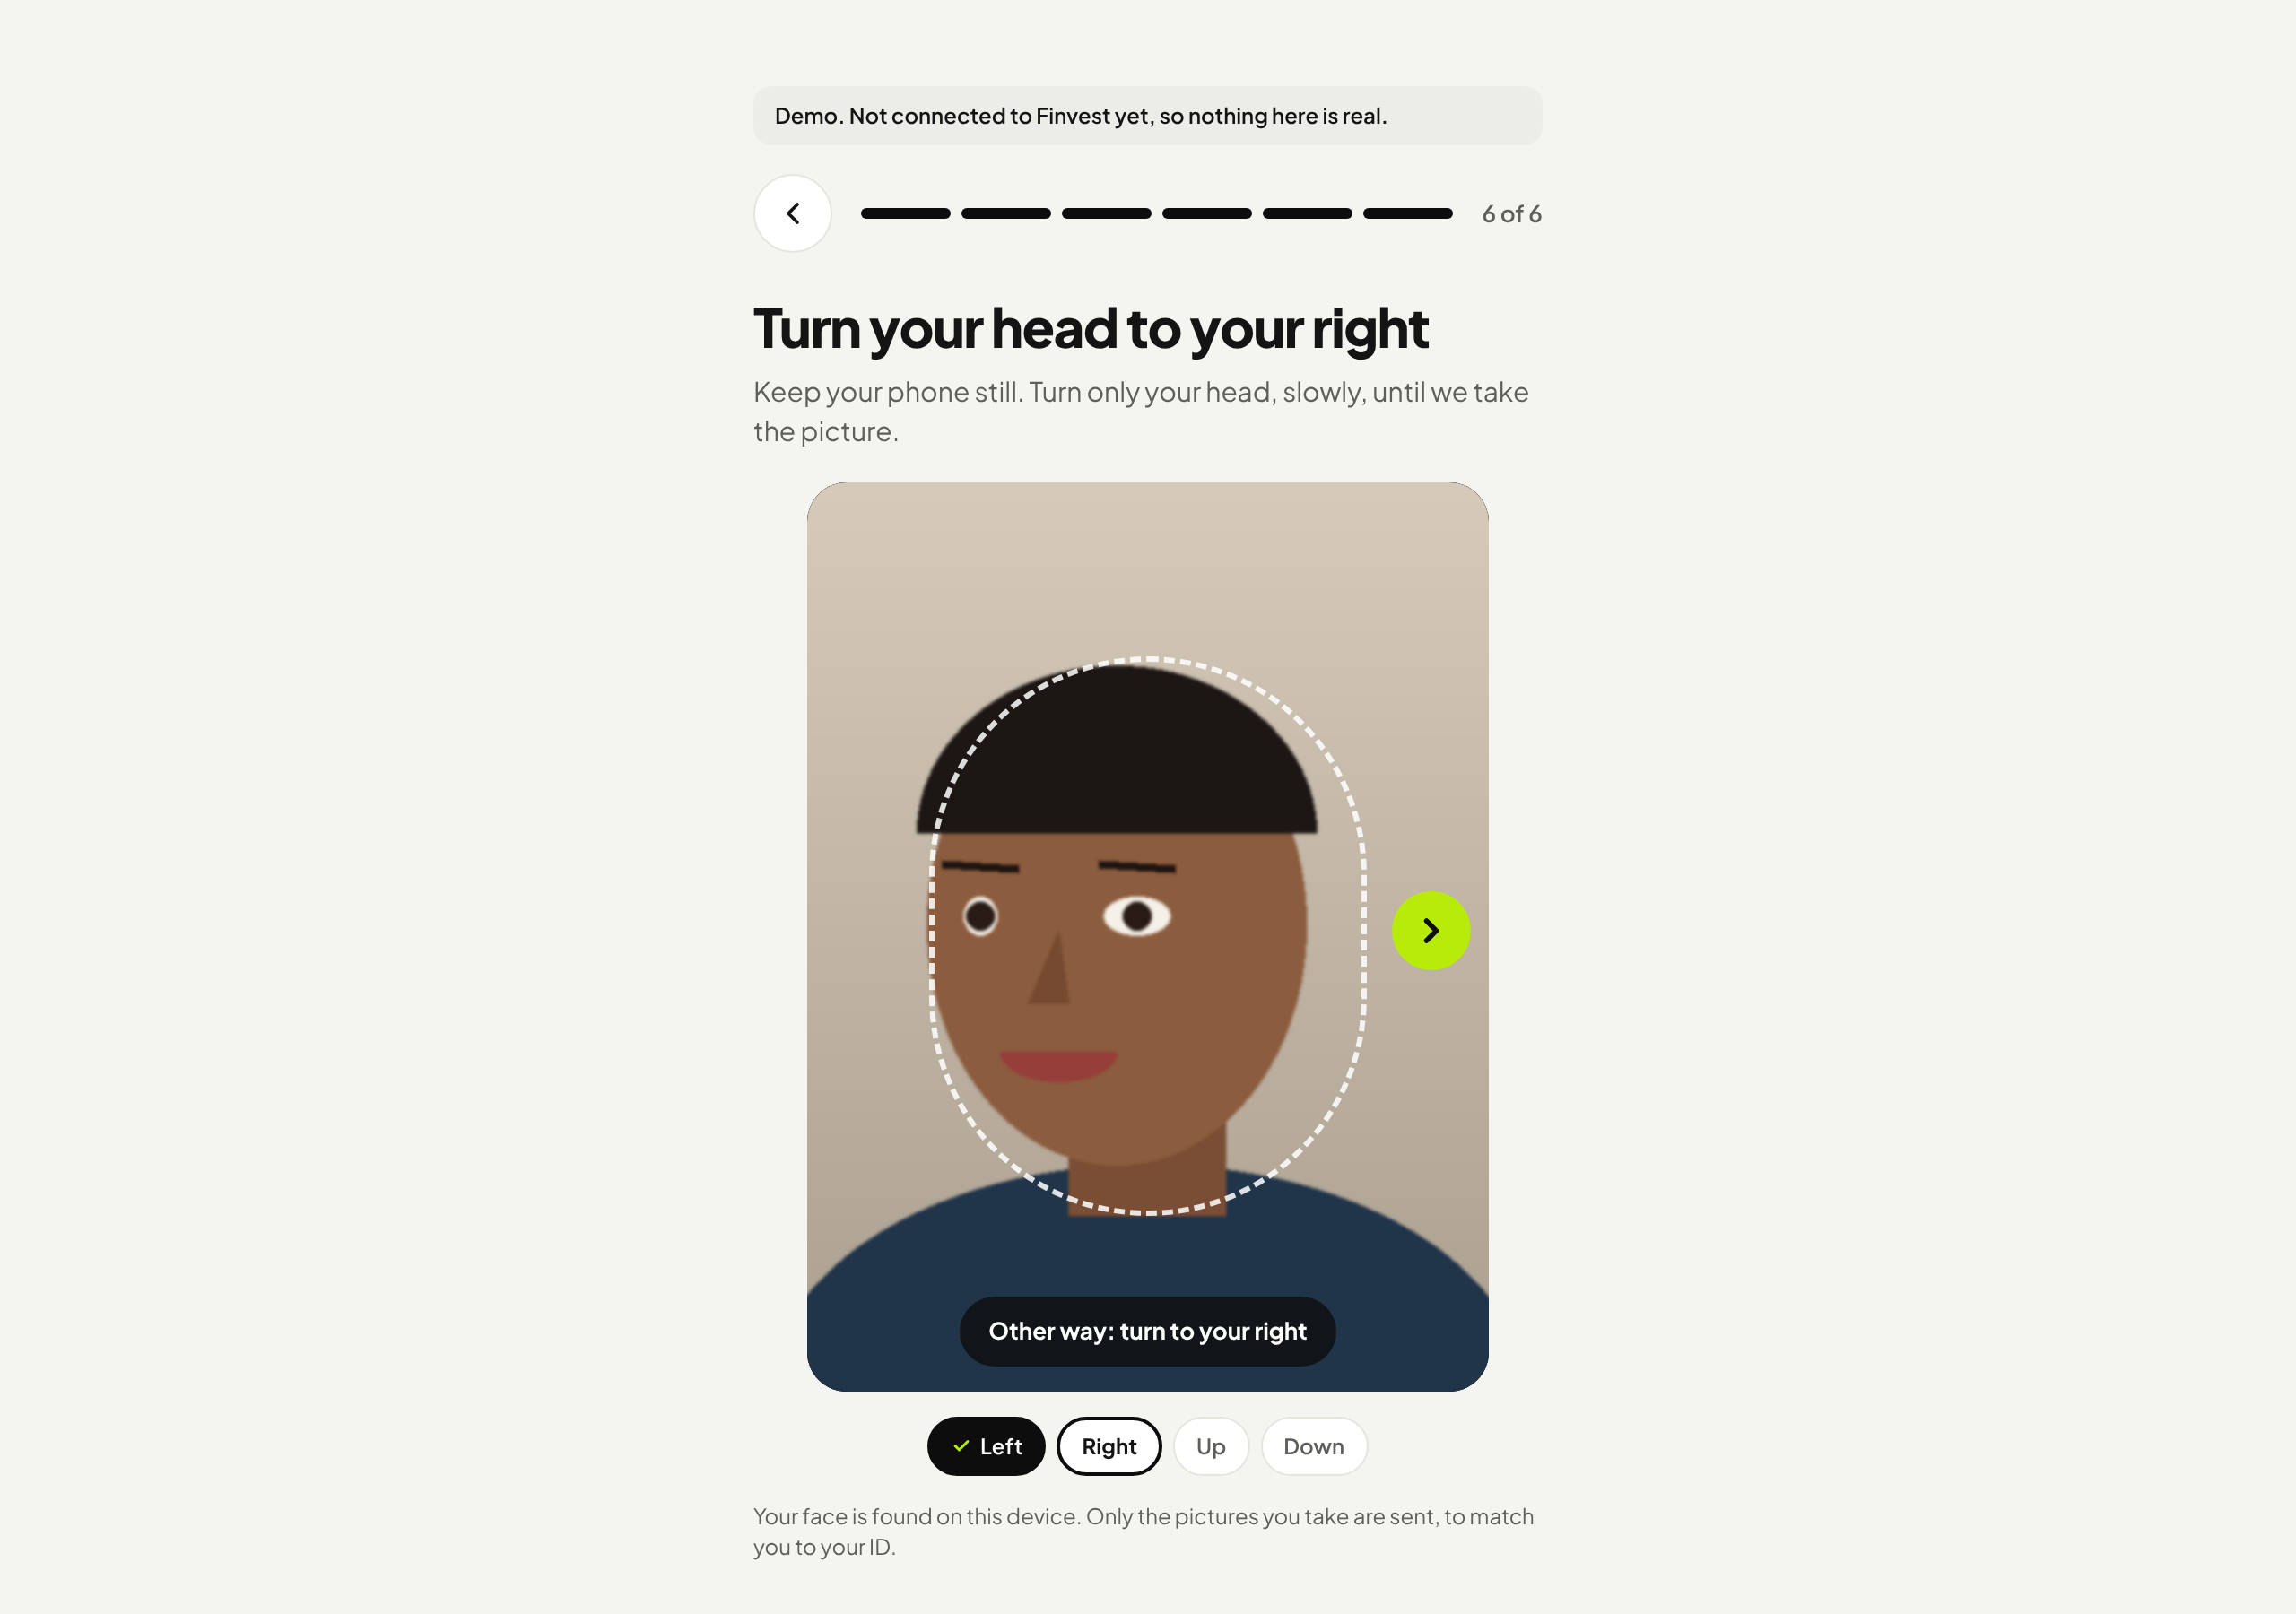 Demo. Not connected to Finvest yet, so nothing here is real.
6 of 6
Turn your head to your right
Keep your phone still. Turn only your head, slowly, until we take
the picture.
Other way: turn to your right
Left
Right
Up
Down
Your face is found on this device. Only the pictures you take are sent, to match
you to your ID.